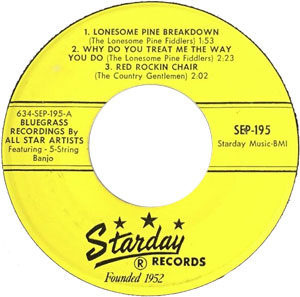 1. LONESOME PINE BREAKDOWN
(The Lonesome Pine Fiddlers) 1:53
2. WHY DO YOU TREAT ME THE WAY
YOU DO (The Lonesome Pine Fiddlers) 2:23
3. RED ROCKIN CHAIR
(The Country Gentlemen) 2:02
634-SEP-195-A
BLUEGRASS
RECORDINGS By
ALL STAR ARTISTS
Featuring - 5-String
Banjo
SEP-195
Starday Music-BMI
Starday
® RECORDS
Founded 1952